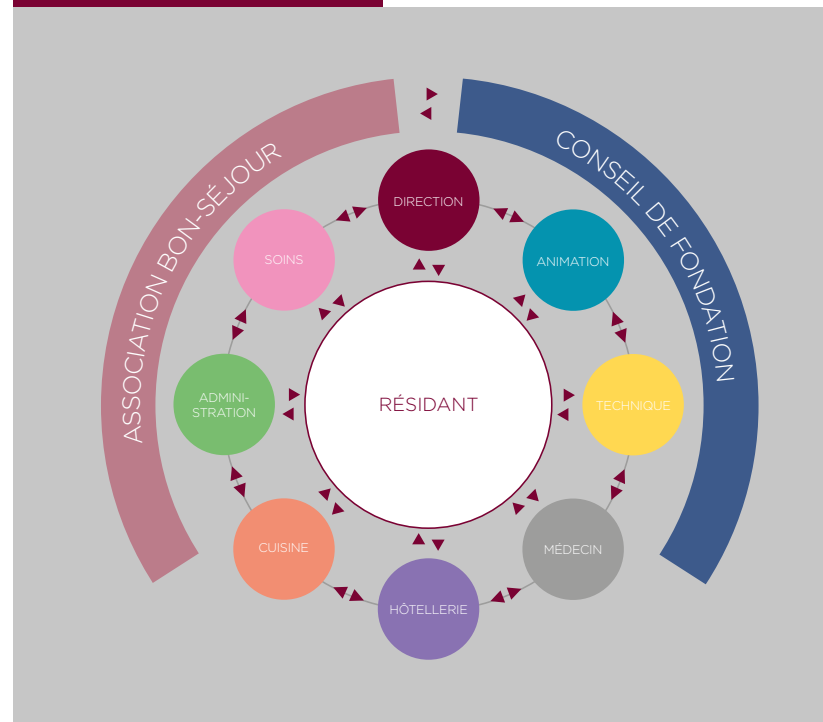 ASSOCIATION BON-SÉJOUR
CONSEIL DE FONDATION
DIRECTION
SOINS
ANIMATION
ADMINI-
STRATION
RÉSIDANT
TECHNIQUE
CUISINE
MÉDECIN
HÔTELLERIE